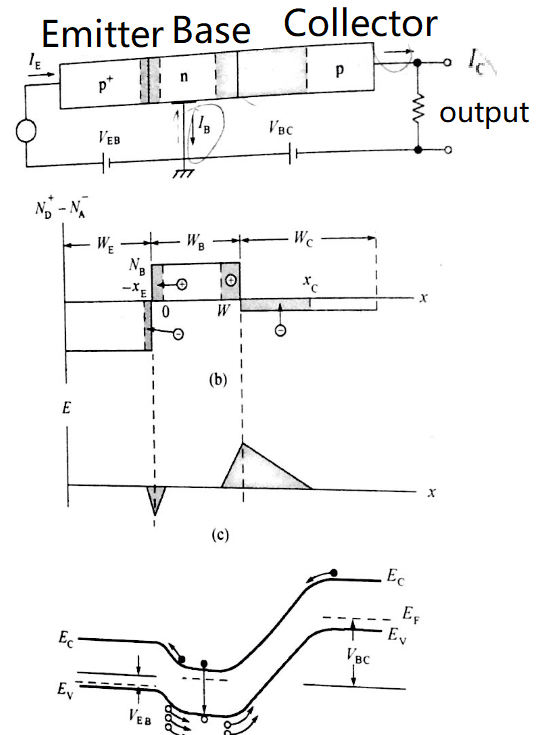 Emitter Base Collector
I_E
I_C
p⁺ n p
I_B
output
V_EB V_BC
N_D⁺ − N_A⁻
W_E W_B W_C
N_B
−x_E + + x_C
x
0 W
− −
(b)
E
x
(c)
E_C
E_F
E_C E_V
V_BC
E_V
V_EB